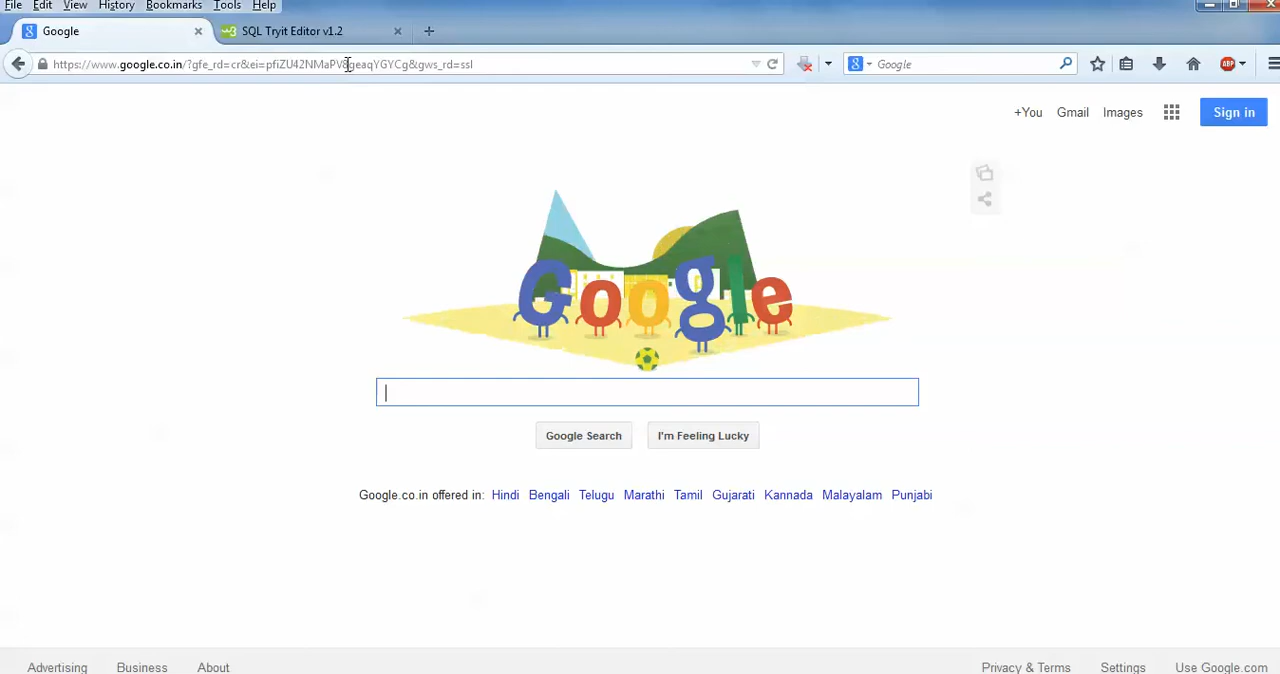 File Edit View History Bookmarks Tools Help
Google SQL Tryit Editor v1.2
https://www.google.co.in/?gfe_rd=cr&ei=pfiZU42NMaPV8geaqYGYCg&gws_rd=ssl Google ABP
+You Gmail Images Sign in
Google
Google Search I'm Feeling Lucky
Google.co.in offered in: Hindi Bengali Telugu Marathi Tamil Gujarati Kannada Malayalam Punjabi
Advertising Business About Privacy & Terms Settings Use Google.com